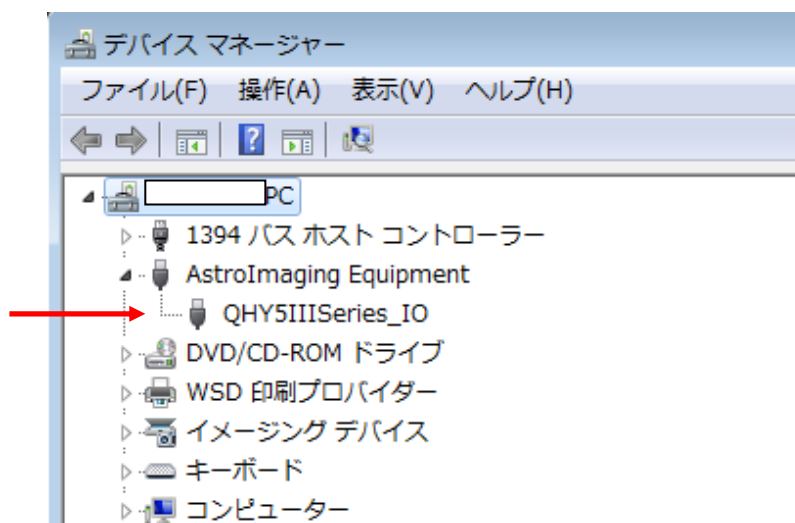 デバイス マネージャー
ファイル(F) 操作(A) 表示(V) ヘルプ(H)
PC
1394 バス ホスト コントローラー
AstroImaging Equipment
QHY5IIISeries_IO
DVD/CD-ROM ドライブ
WSD 印刷プロバイダー
イメージング デバイス
キーボード
コンピューター